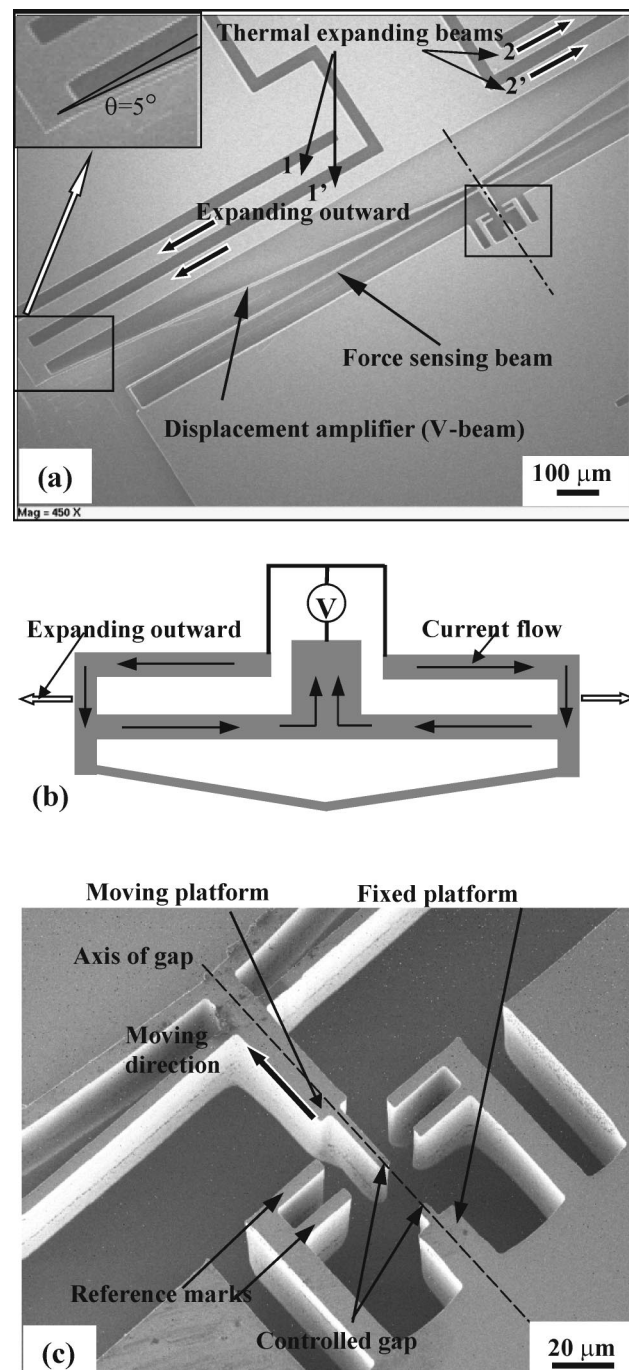 Thermal expanding beams
θ=5°
2
2'
1
1'
Expanding outward
Force sensing beam
Displacement amplifier (V-beam)
(a)
100 μm
Mag = 450 X
V
Expanding outward
Current flow
(b)
Moving platform
Fixed platform
Axis of gap
Moving
direction
Reference marks
Controlled gap
(c)
20 μm